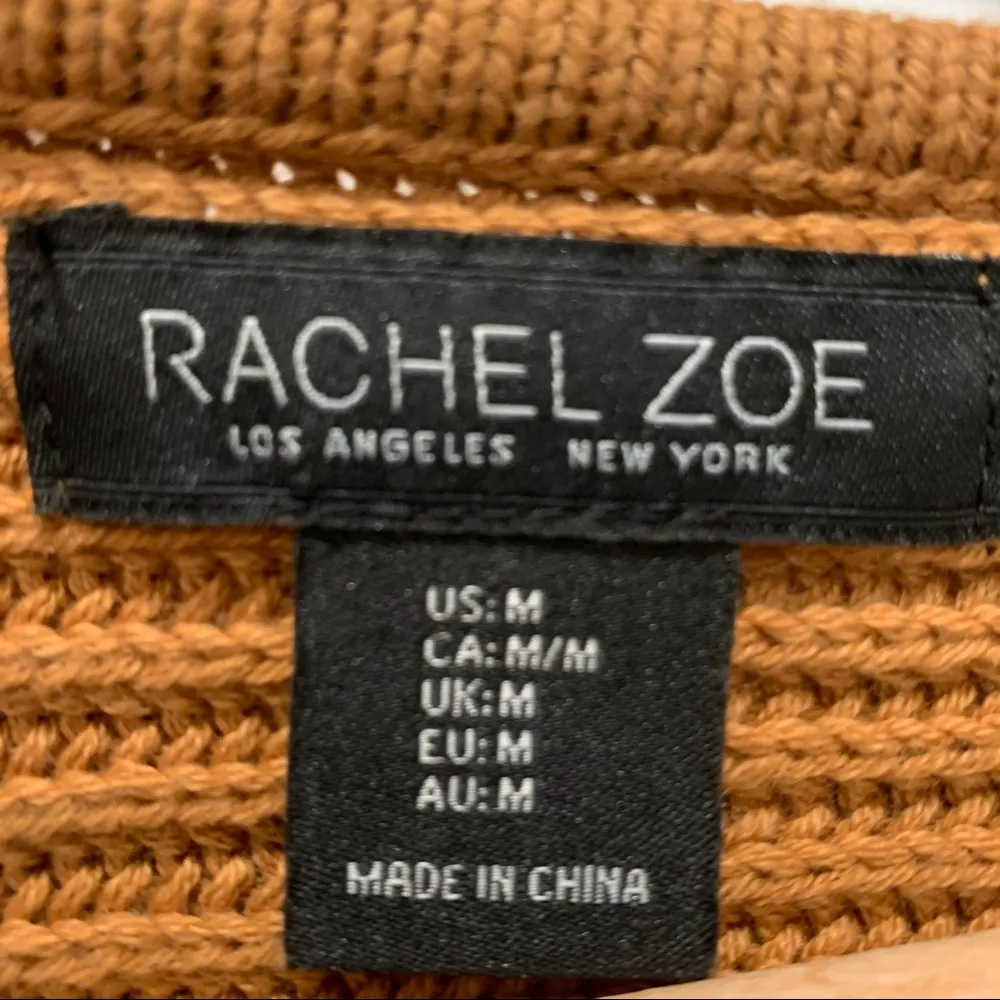 RACHEL ZOE
LOS ANGELES NEW YORK
US: M
CA: M/M
UK: M
EU: M
AU: M
MADE IN CHINA